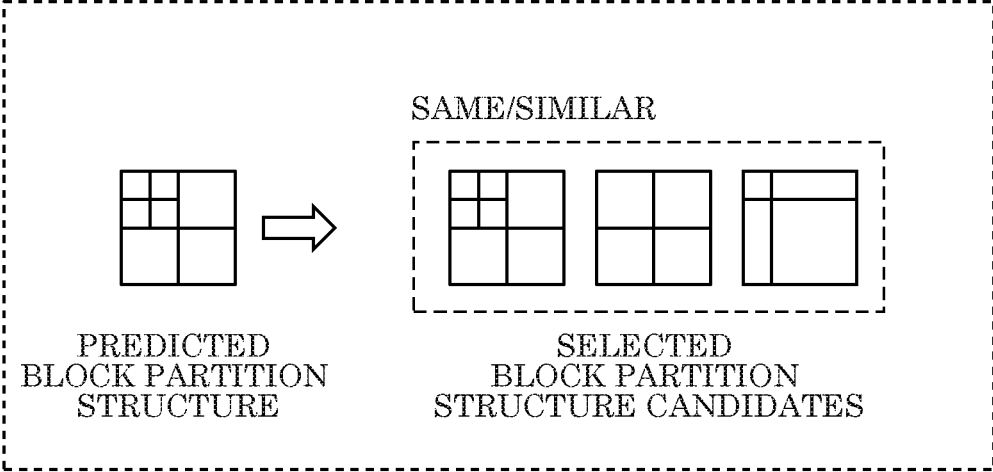 SAME/SIMILAR
PREDICTED
BLOCK PARTITION
STRUCTURE
SELECTED
BLOCK PARTITION
STRUCTURE CANDIDATES